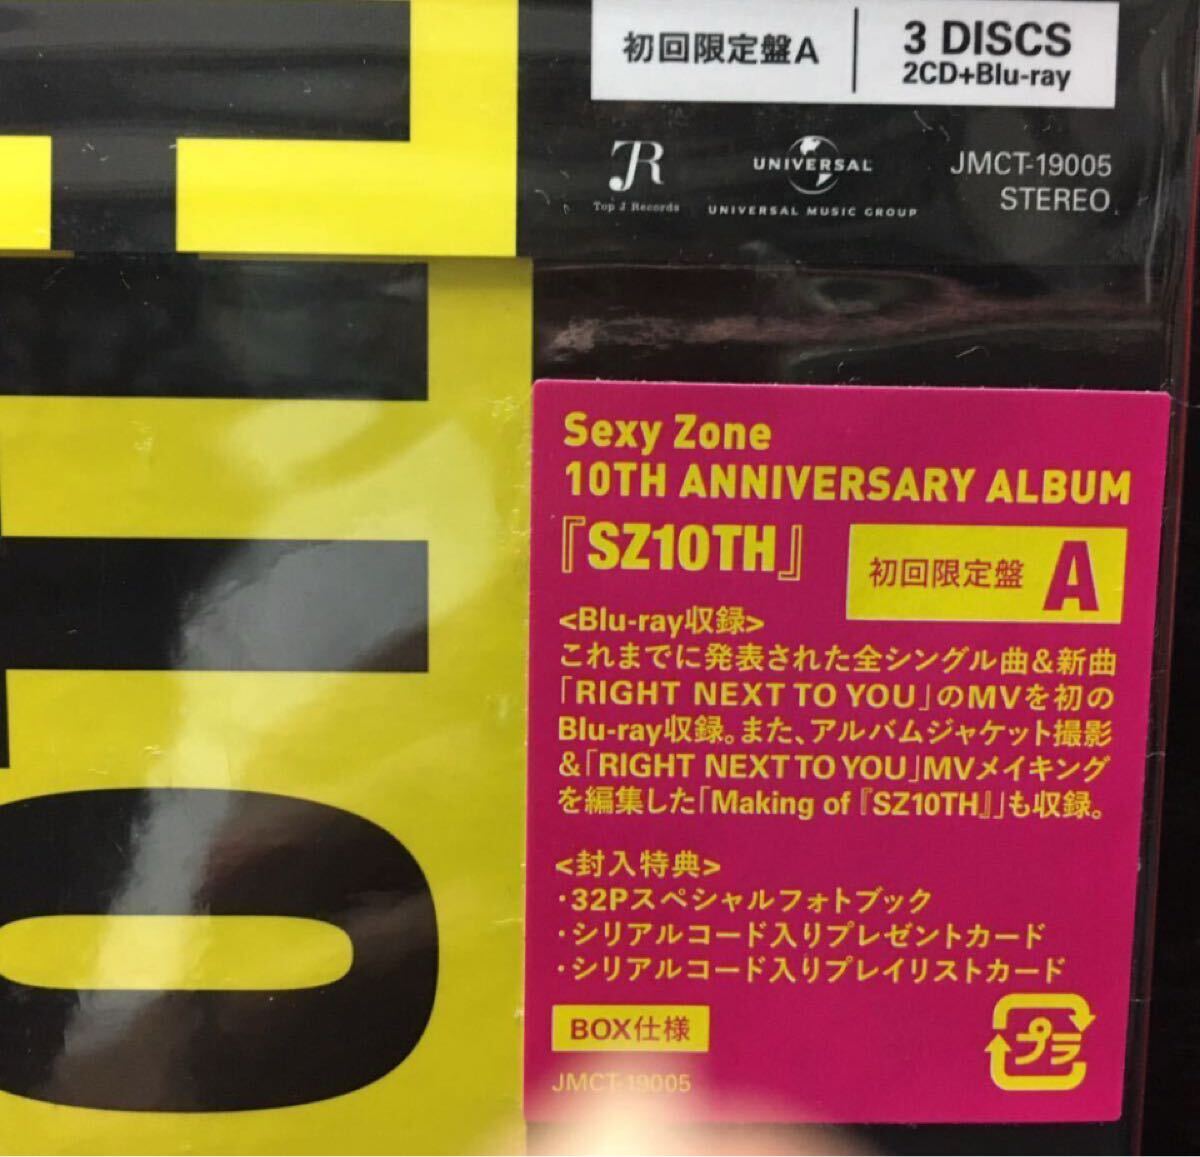 初回限定盤A
3 DISCS
2CD+Blu-ray
JR
Top J Records
UNIVERSAL
UNIVERSAL MUSIC GROUP
JMCT-19005
STEREO
Sexy Zone
10TH ANNIVERSARY ALBUM
『SZ10TH』
初回限定盤 A
<Blu-ray収録>
これまでに発表された全シングル曲&新曲
「RIGHT NEXT TO YOU」のMVを初の
Blu-ray収録。また、アルバムジャケット撮影
&「RIGHT NEXT TO YOU」MVメイキング
を編集した「Making of『SZ10TH』」も収録。
<封入特典>
・32Pスペシャルフォトブック
・シリアルコード入りプレゼントカード
・シリアルコード入りプレイリストカード
BOX仕様
プラ
JMCT-19005